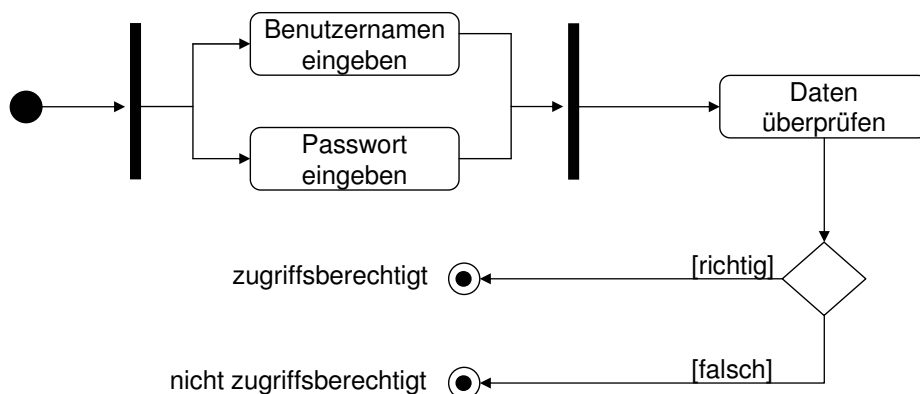 Benutzernamen
eingeben
Passwort
eingeben
Daten
überprüfen
zugriffsberechtigt
[richtig]
nicht zugriffsberechtigt
[falsch]